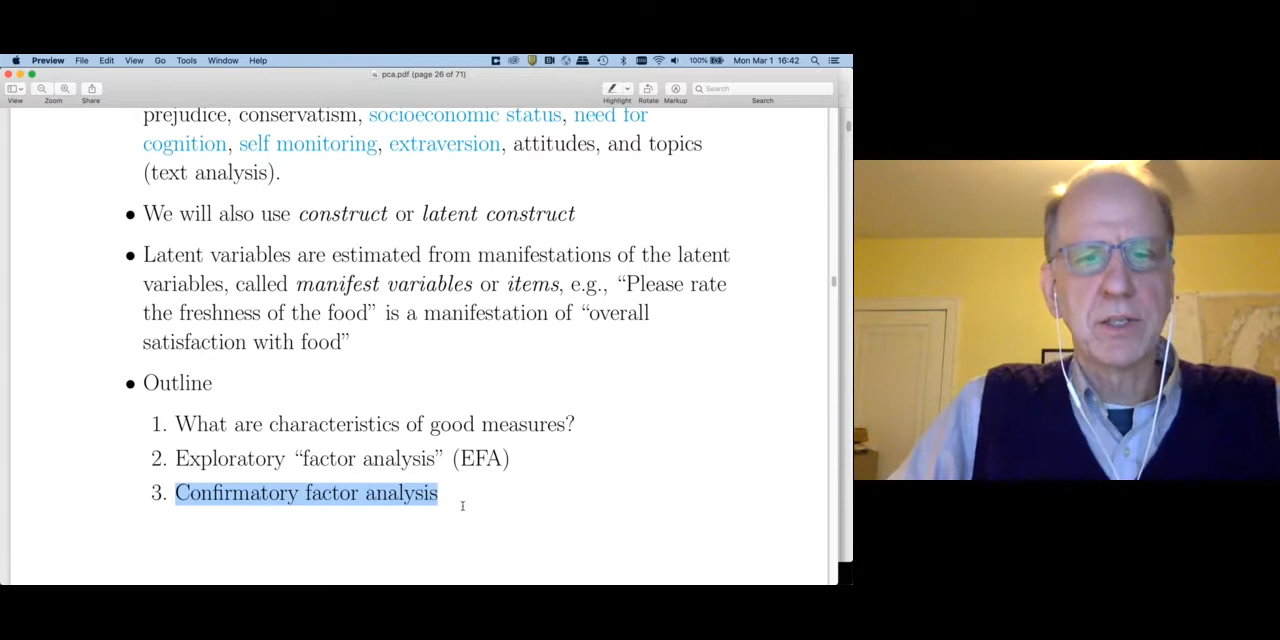 Preview File Edit View Go Tools Window Help 100% Mon Mar 1 16:42
pca.pdf (page 26 of 71)
Search
View Zoom Share Highlight Rotate Markup Search
prejudice, conservatism, socioeconomic status, need for
cognition, self monitoring, extraversion, attitudes, and topics
(text analysis).
• We will also use construct or latent construct
• Latent variables are estimated from manifestations of the latent
variables, called manifest variables or items, e.g., “Please rate
the freshness of the food” is a manifestation of “overall
satisfaction with food”
• Outline
1. What are characteristics of good measures?
2. Exploratory “factor analysis” (EFA)
3. Confirmatory factor analysis